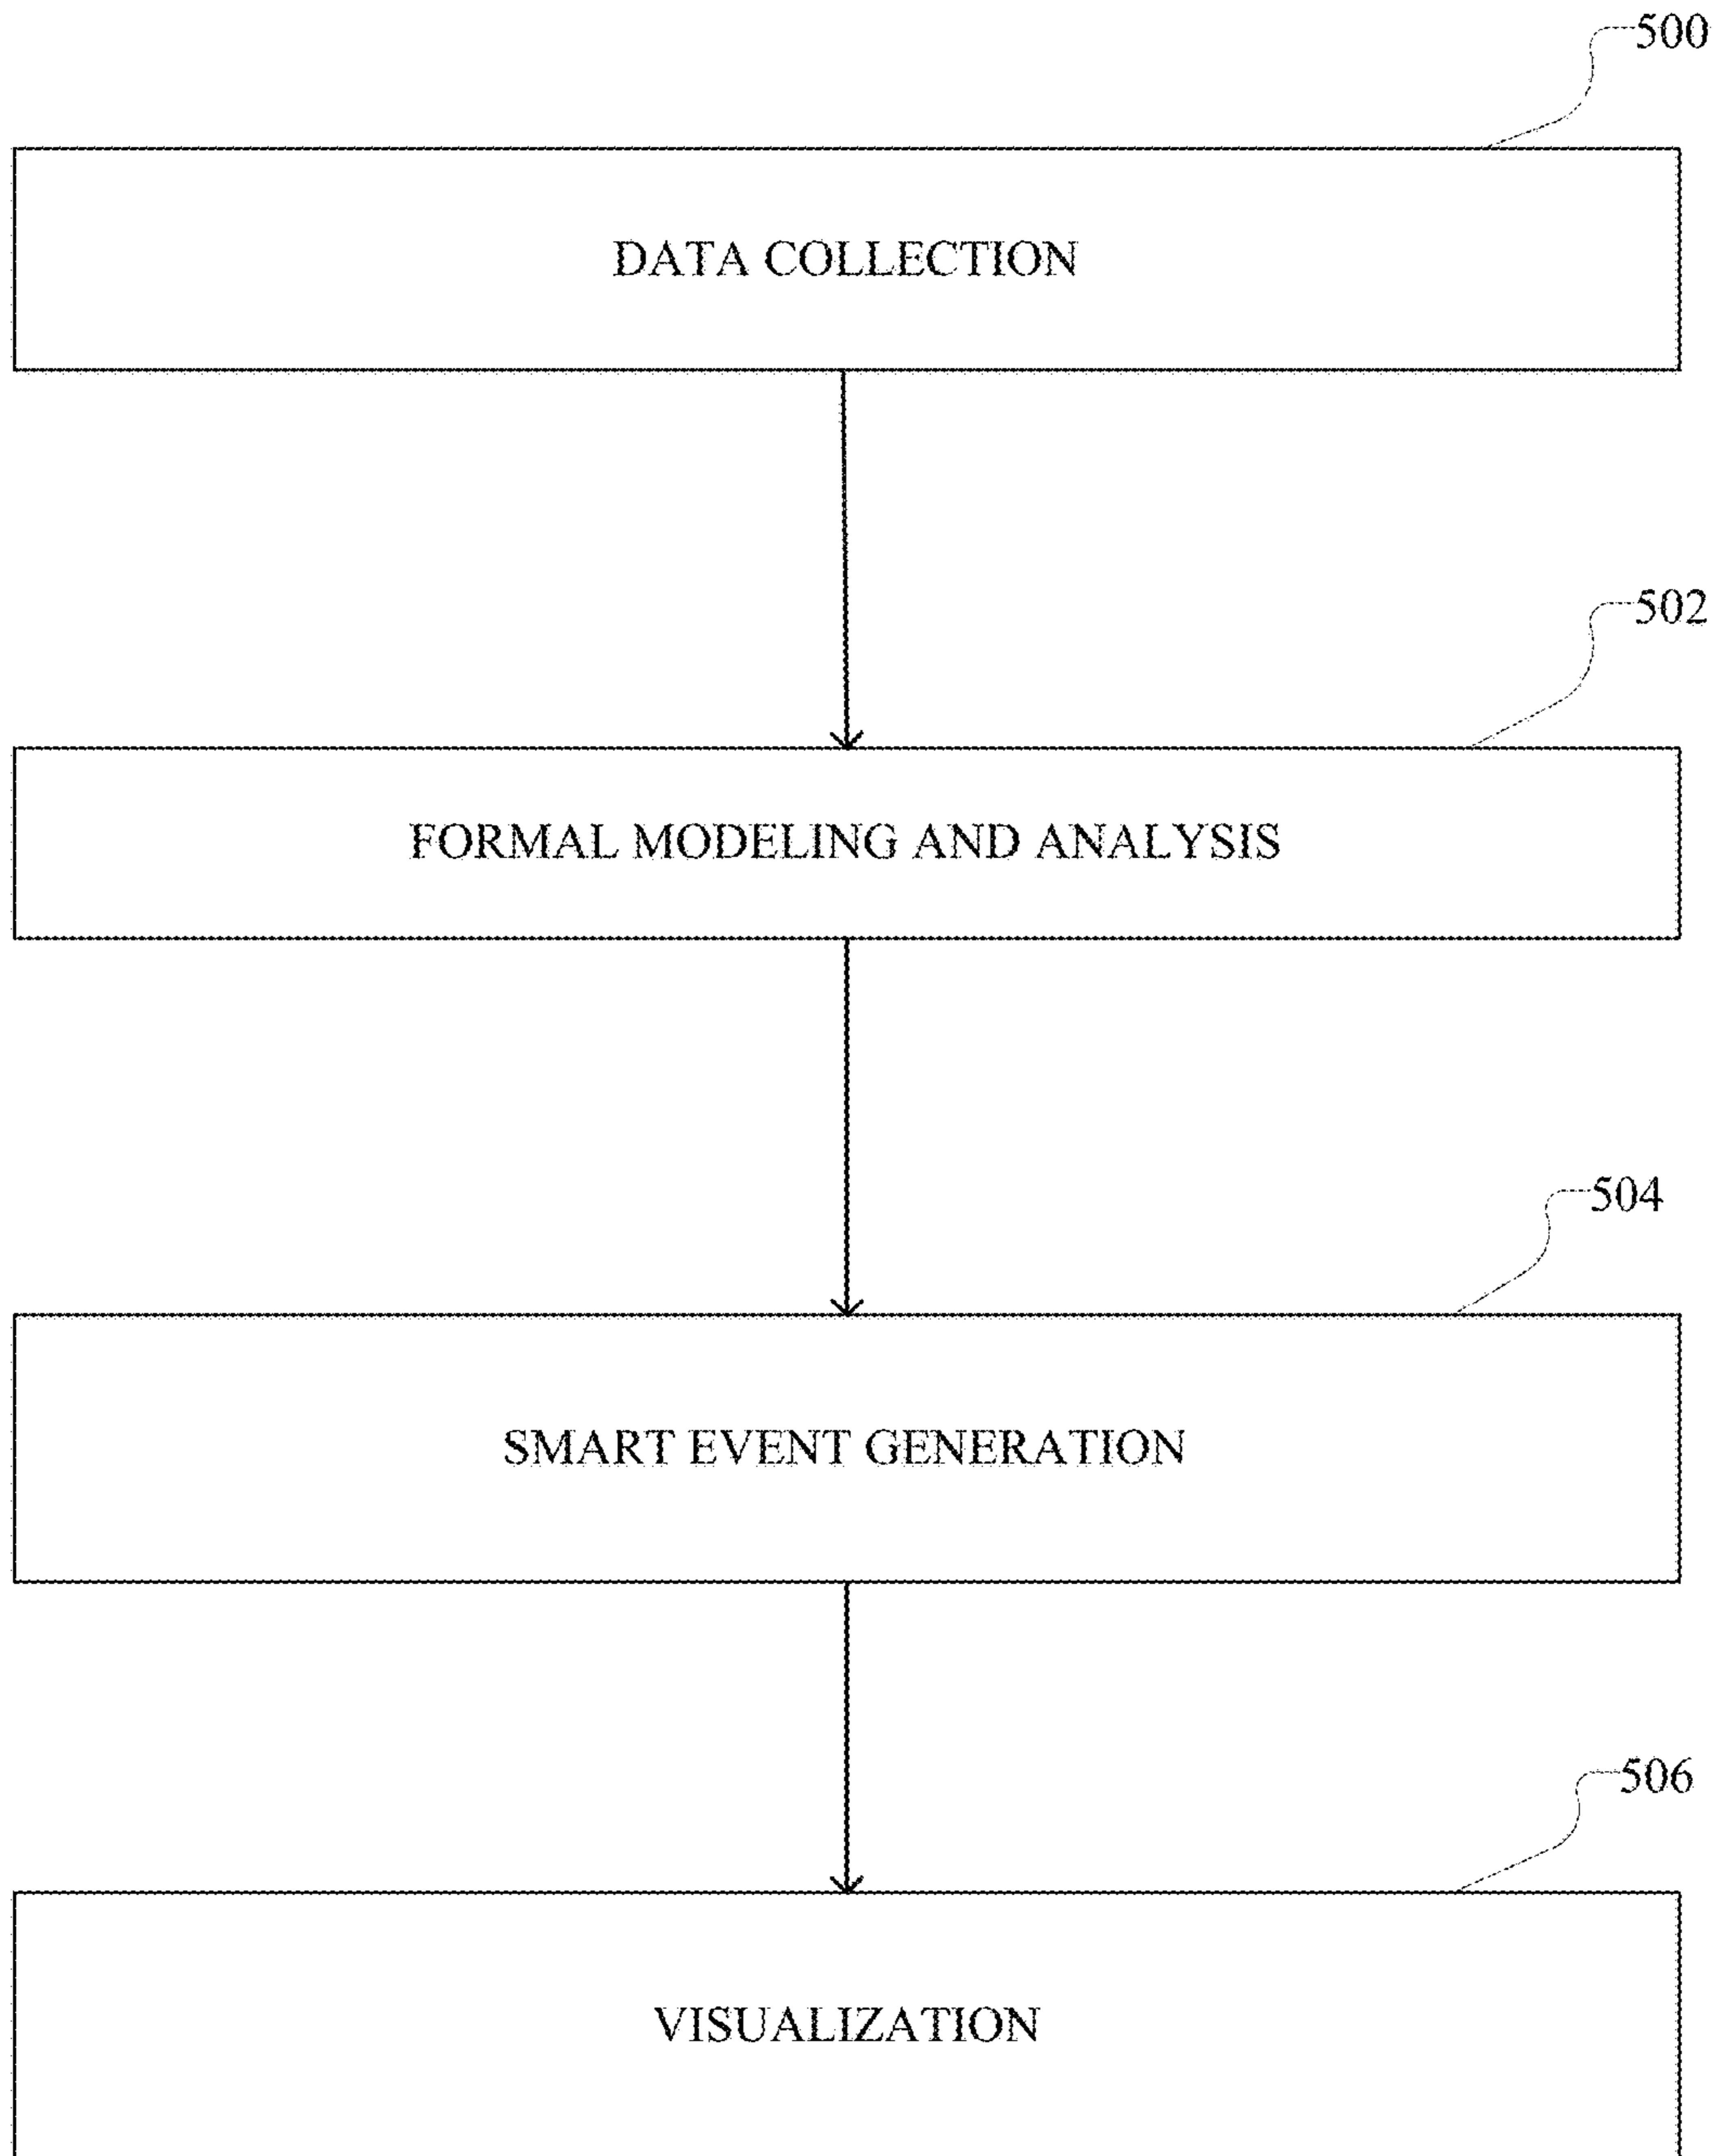 500
DATA COLLECTION
502
FORMAL MODELING AND ANALYSIS
504
SMART EVENT GENERATION
506
VISUALIZATION